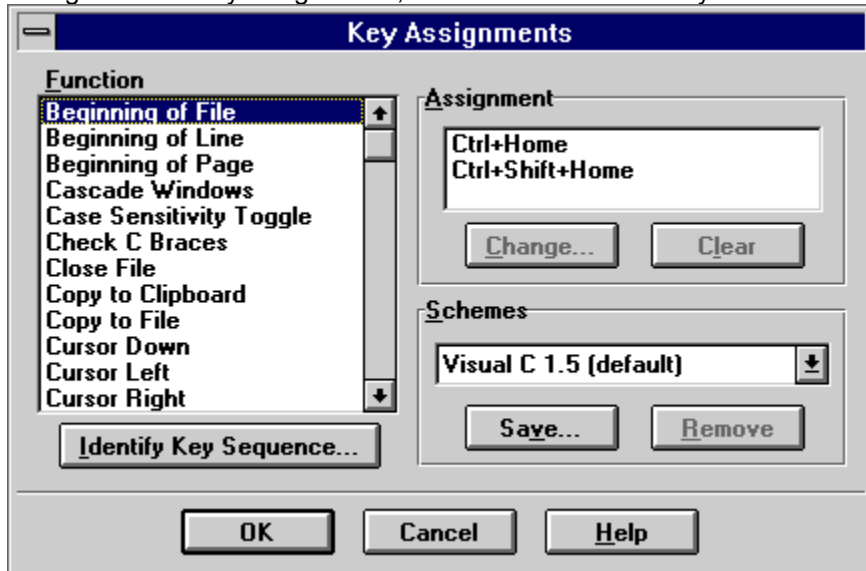 Key Assignments
Function
Beginning of File
Beginning of Line
Beginning of Page
Cascade Windows
Case Sensitivity Toggle
Check C Braces
Close File
Copy to Clipboard
Copy to File
Cursor Down
Cursor Left
Cursor Right
Identify Key Sequence...
Assignment
Ctrl+Home
Ctrl+Shift+Home
Change...
Clear
Schemes
Visual C 1.5 (default)
Save...
Remove
OK
Cancel
Help